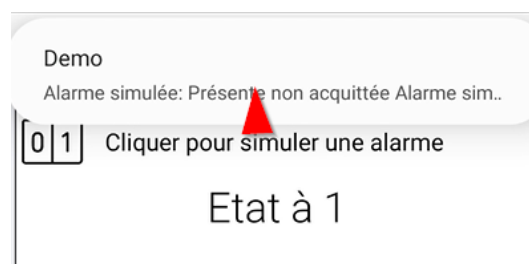 Demo
Alarme simulée: Présente non acquittée Alarme sim..
0 1 Cliquer pour simuler une alarme
Etat à 1